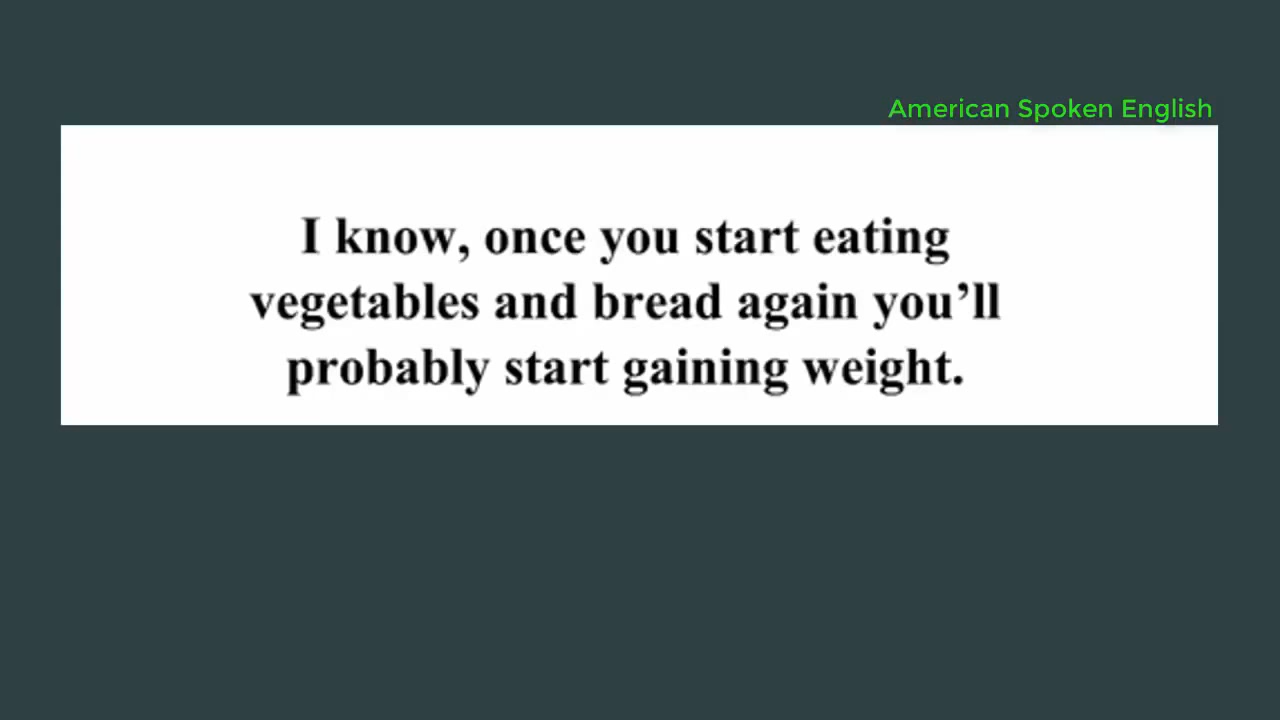 American Spoken English
I know, once you start eating
vegetables and bread again you’ll
probably start gaining weight.